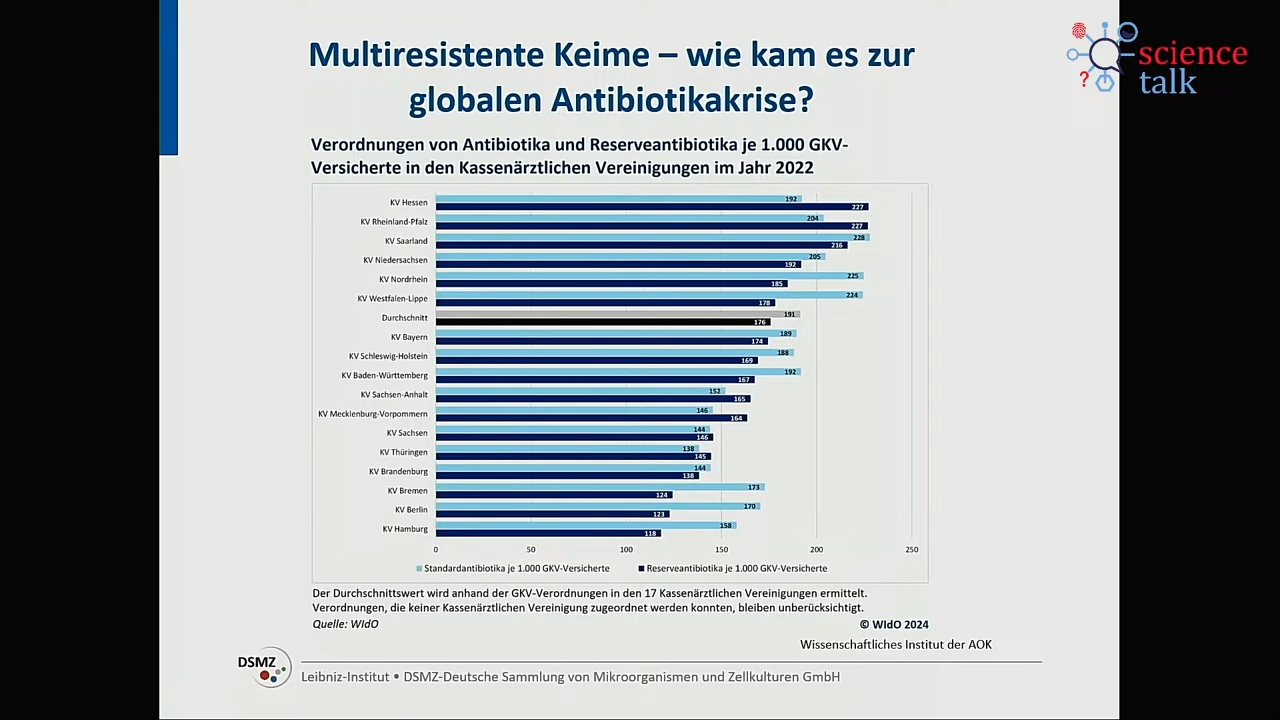 Multiresistente Keime – wie kam es zur
globalen Antibiotikakrise?
science
talk
?
Verordnungen von Antibiotika und Reserveantibiotika je 1.000 GKV-
Versicherte in den Kassenärztlichen Vereinigungen im Jahr 2022
KV Hessen 192 227
KV Rheinland-Pfalz 204 227
KV Saarland 228 216
KV Niedersachsen 205 192
KV Nordrhein 225 185
KV Westfalen-Lippe 224 178
Durchschnitt 191 176
KV Bayern 189 174
KV Schleswig-Holstein 188 169
KV Baden-Württemberg 192 167
KV Sachsen-Anhalt 152 165
KV Mecklenburg-Vorpommern 146 164
KV Sachsen 144 146
KV Thüringen 138 145
KV Brandenburg 144 138
KV Bremen 173 124
KV Berlin 170 123
KV Hamburg 158 118
0 50 100 150 200 250
Standardantibiotika je 1.000 GKV-Versicherte Reserveantibiotika je 1.000 GKV-Versicherte
Der Durchschnittswert wird anhand der GKV-Verordnungen in den 17 Kassenärztlichen Vereinigungen ermittelt.
Verordnungen, die keiner Kassenärztlichen Vereinigung zugeordnet werden konnten, bleiben unberücksichtigt.
Quelle: WIdO © WIdO 2024
Wissenschaftliches Institut der AOK
DSMZ
Leibniz-Institut • DSMZ-Deutsche Sammlung von Mikroorganismen und Zellkulturen GmbH